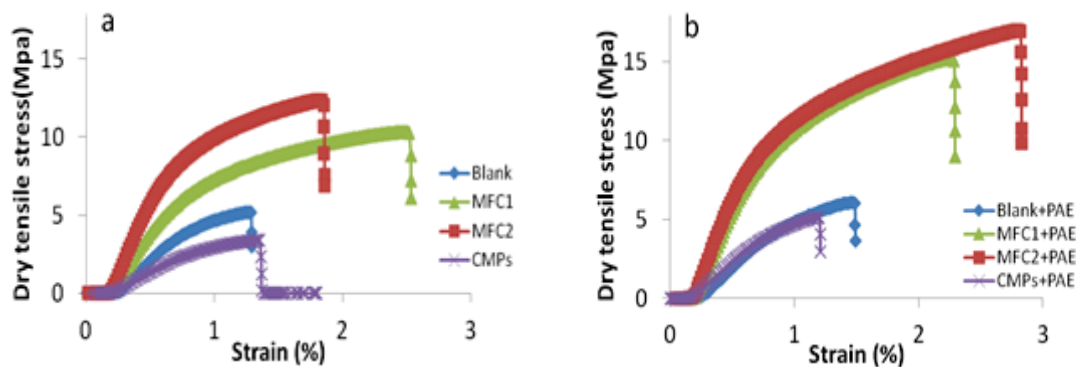 a
Dry tensile stress(Mpa)
15
10
5
0
0 1 2 3
Strain (%)
Blank
MFC1
MFC2
CMPs
b
Dry tensile stress (Mpa)
15
10
5
0
0 1 2 3
Strain (%)
Blank+PAE
MFC1+PAE
MFC2+PAE
CMPs+PAE